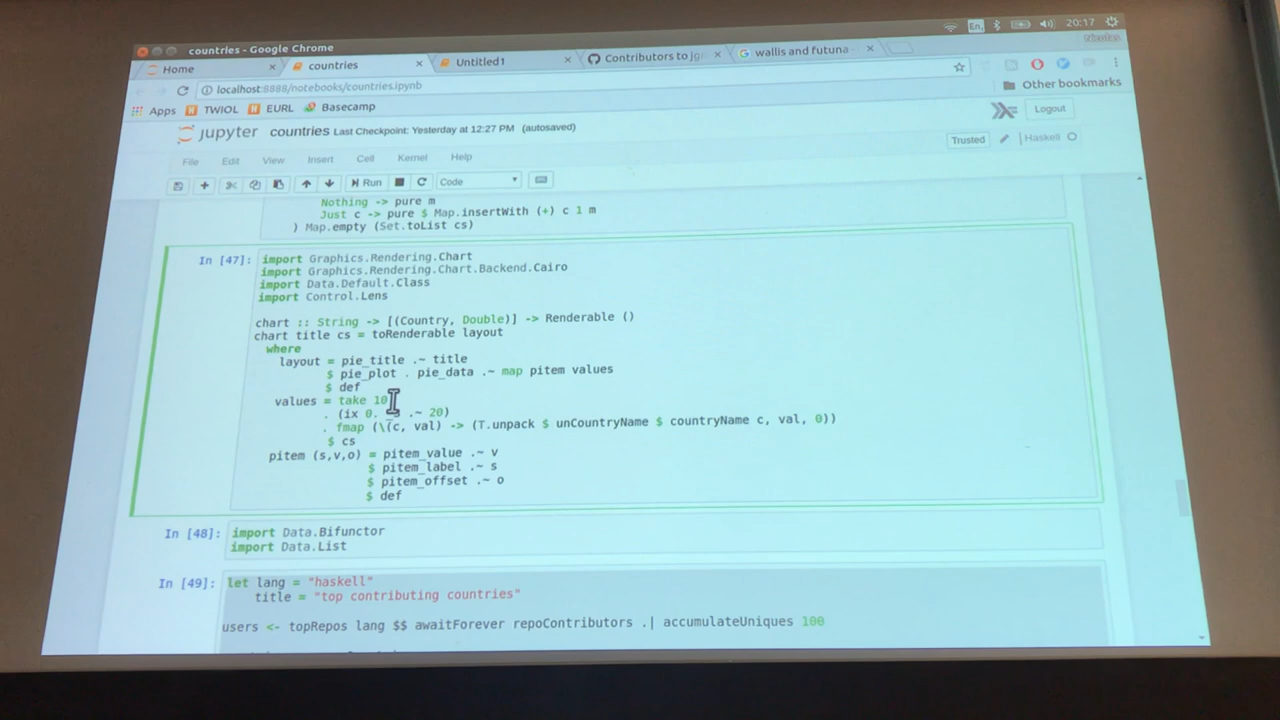 countries - Google Chrome
En 20:17
Nicolas
Home × countries × Untitled1 × Contributors to jg × wallis and futuna - ×
localhost:8888/notebooks/countries.ipynb
Apps TWIOL EURL Basecamp Other bookmarks
jupyter countries Last Checkpoint: Yesterday at 12:27 PM (autosaved) Logout
File Edit View Insert Cell Kernel Help Trusted Haskell
Run Code
Nothing -> pure m
Just c -> pure $ Map.insertWith (+) c 1 m
) Map.empty (Set.toList cs)
In [47]: import Graphics.Rendering.Chart
import Graphics.Rendering.Chart.Backend.Cairo
import Data.Default.Class
import Control.Lens
chart :: String -> [(Country, Double)] -> Renderable ()
chart title cs = toRenderable layout
where
layout = pie_title .~ title
$ pie_plot . pie_data .~ map pitem values
$ def
values = take 10
. (ix 0. .~ 20)
. fmap (\(c, val) -> (T.unpack $ unCountryName $ countryName c, val, 0))
$ cs
pitem (s,v,o) = pitem_value .~ v
$ pitem_label .~ s
$ pitem_offset .~ o
$ def
In [48]: import Data.Bifunctor
import Data.List
In [49]: let lang = "haskell"
title = "top contributing countries"
users <- topRepos lang $$ awaitForever repoContributors .| accumulateUniques 100